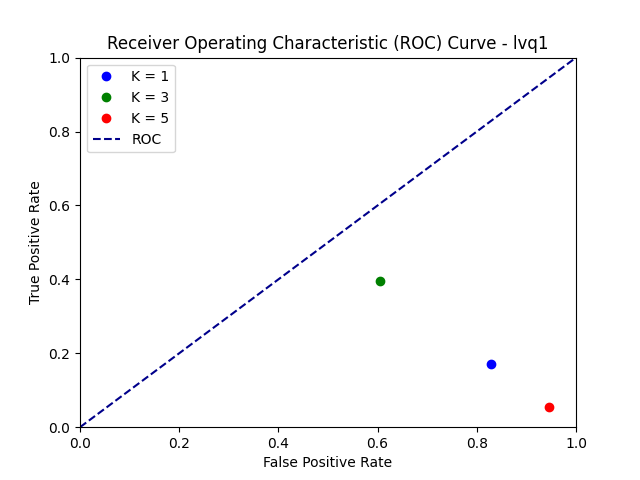 Receiver Operating Characteristic (ROC) Curve - lvq1
1.0
0.8
0.6
0.4
0.2
0.0
True Positive Rate
K = 1
K = 3
K = 5
ROC
0.0 0.2 0.4 0.6 0.8 1.0
False Positive Rate